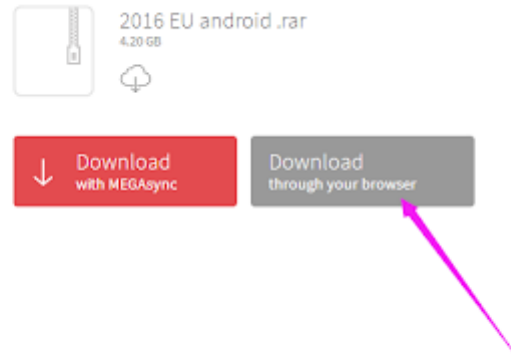 2016 EU android .rar
4.20 GB
Download
with MEGAsync
Download
through your browser